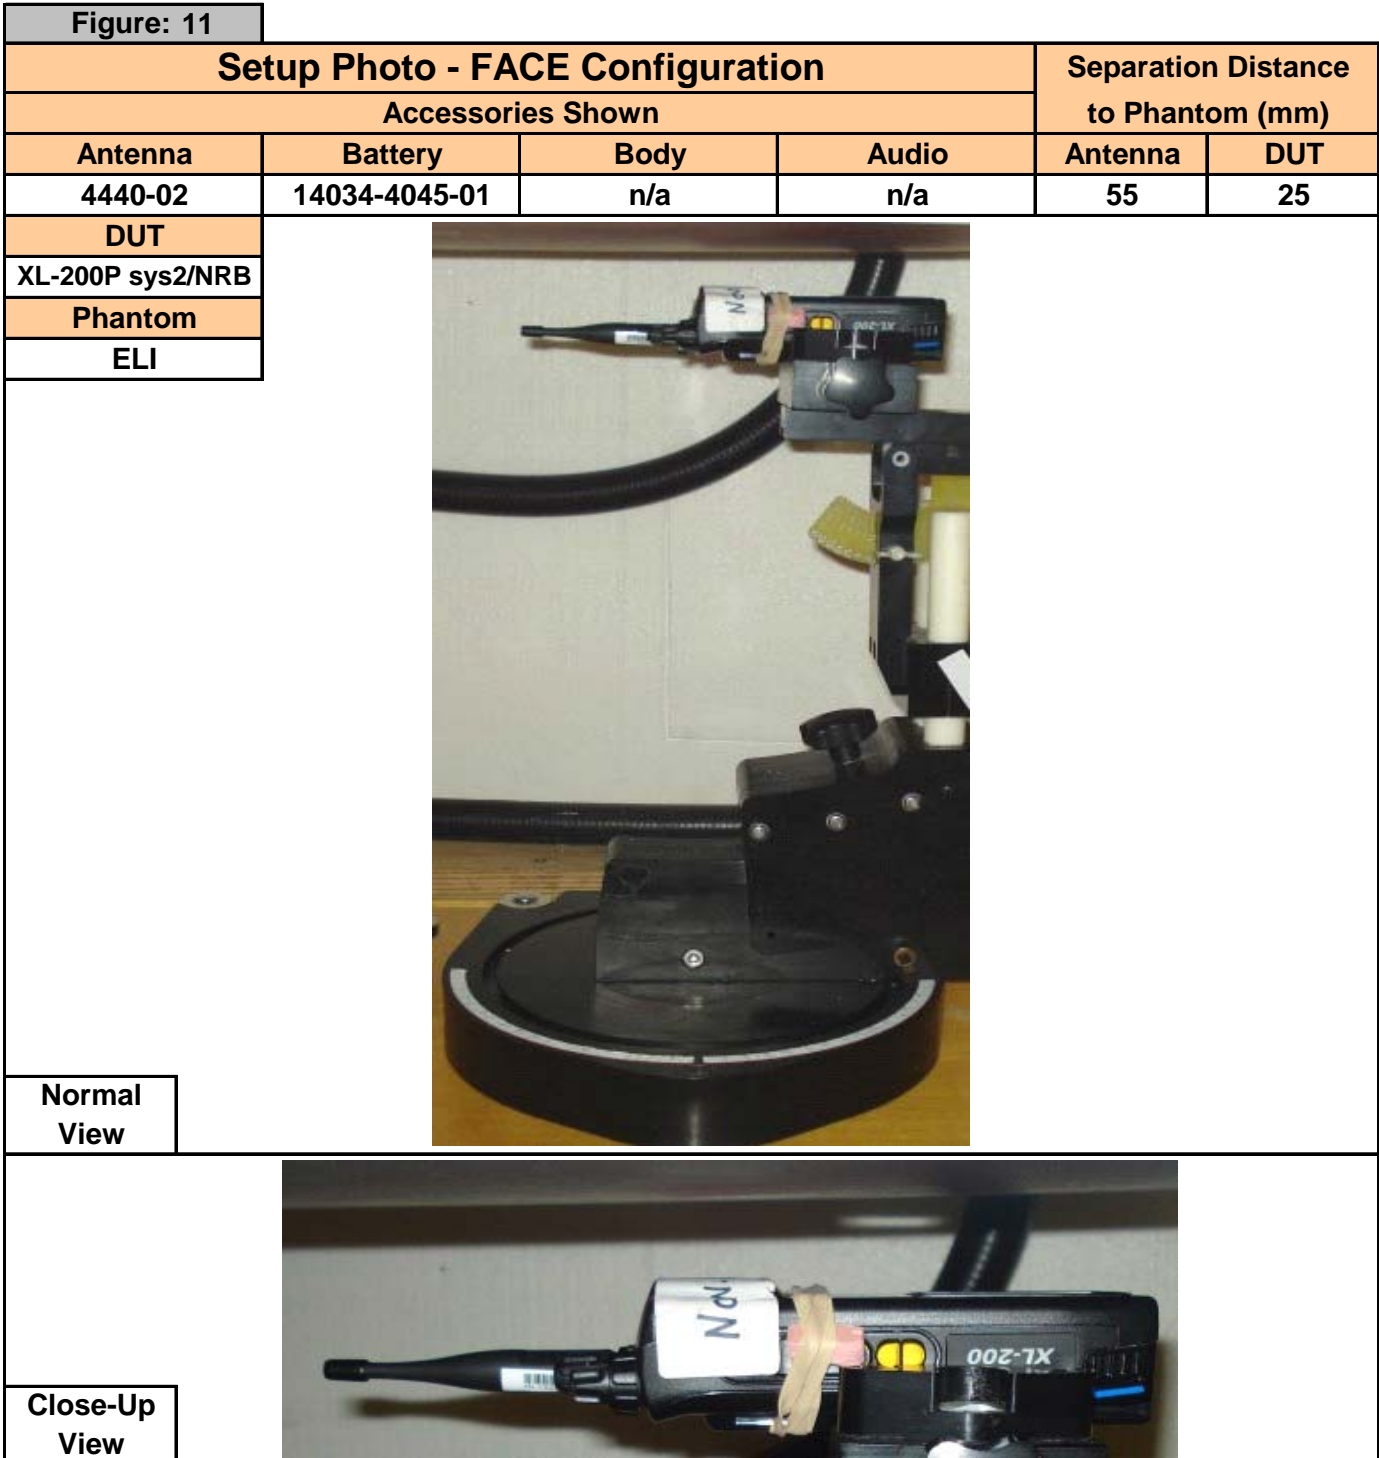 Figure: 11
Setup Photo - FACE Configuration
Separation Distance
to Phantom (mm)
Accessories Shown
Antenna Battery Body Audio Antenna DUT
4440-02 14034-4045-01 n/a n/a 55 25
DUT
XL-200P sys2/NRB
Phantom
ELI
XL-200
Normal
View
XL-200
Close-Up
View